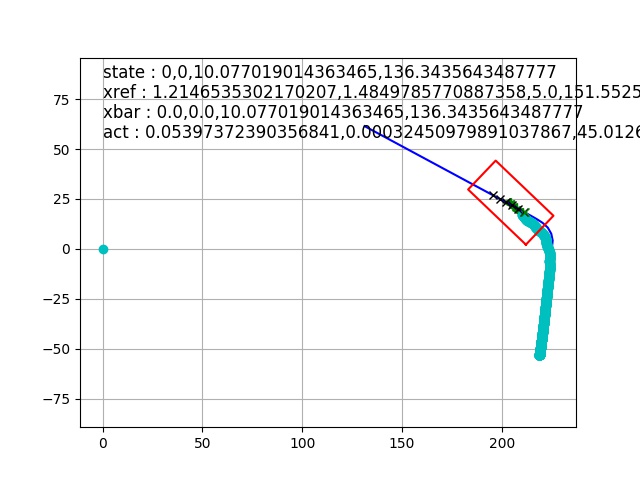 state : 0,0,10.077019014363465,136.3435643487777
xref : 1.2146535302170207,1.4849785770887358,5.0,151.5525
xbar : 0.0,0.0,10.077019014363465,136.3435643487777
act : 0.05397372390356841,0.00032450979891037867,45.0126
75
50
25
0
−25
−50
−75
0 50 100 150 200